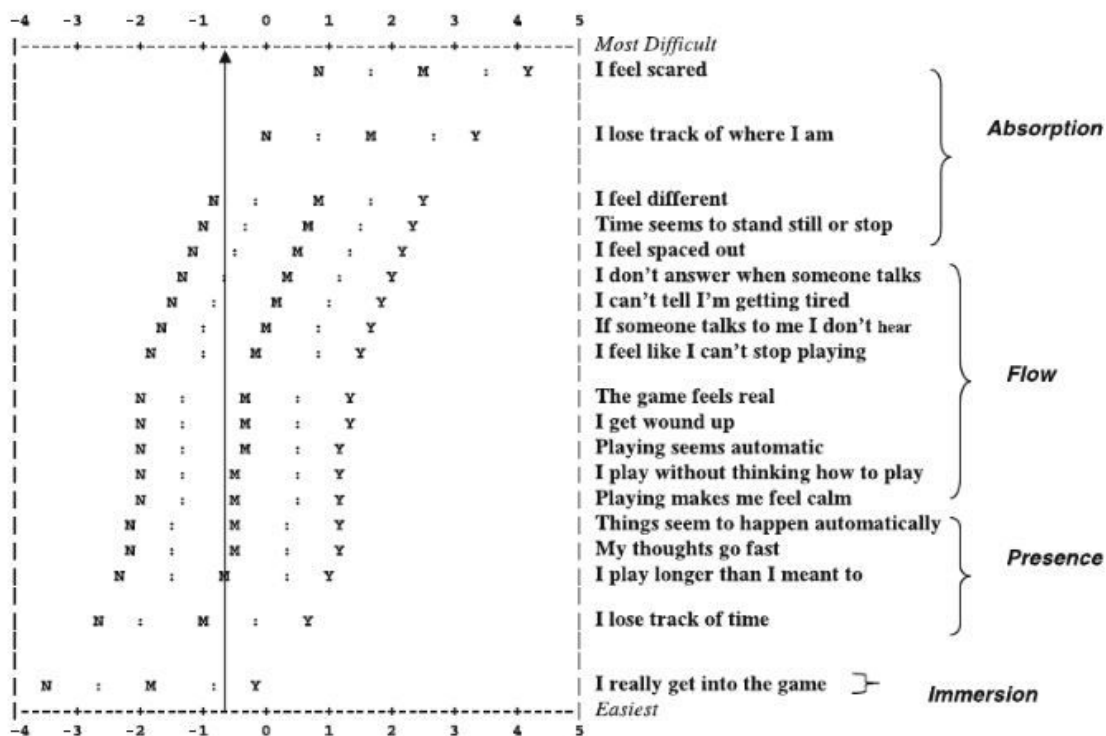 -4 -3 -1 0 1 2 3 4 5
Most Difficult
N : M : Y I feel scared
Absorption
N : M : Y I lose track of where I am
N : M : Y I feel different
N : M : Y Time seems to stand still or stop
N : M : Y I feel spaced out
N : M : Y I don't answer when someone talks
N : M : Y I can't tell I'm getting tired
N : M : Y If someone talks to me I don't hear
N : M : Y I feel like I can't stop playing
Flow
N : M : Y The game feels real
N : M : Y I get wound up
N : M : Y Playing seems automatic
N : M : Y I play without thinking how to play
N : M : Y Playing makes me feel calm
N : M : Y Things seem to happen automatically
N : M : Y My thoughts go fast
Presence
N : M : Y I play longer than I meant to
N : M : Y I lose track of time
N : M : Y I really get into the game
Immersion
Easiest
-4 -3 -1 0 1 2 3 4 5